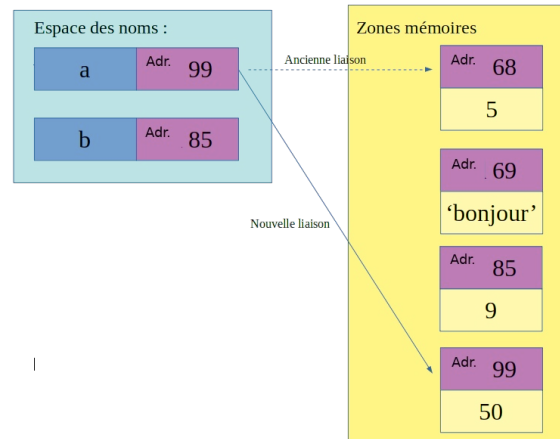 Espace des noms :
a
Adr. 99
b
Adr. 85
Ancienne liaison
Nouvelle liaison
Zones mémoires
Adr. 68
5
Adr. 69
‘bonjour’
Adr. 85
9
Adr. 99
50